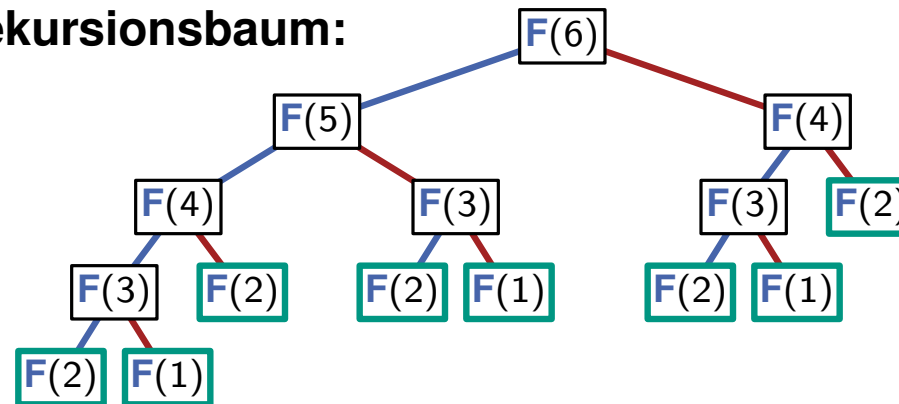 ekursionsbaum:
F(6)
F(5) F(4)
F(4) F(3) F(3) F(2)
F(3) F(2) F(2) F(1) F(2) F(1)
F(2) F(1)